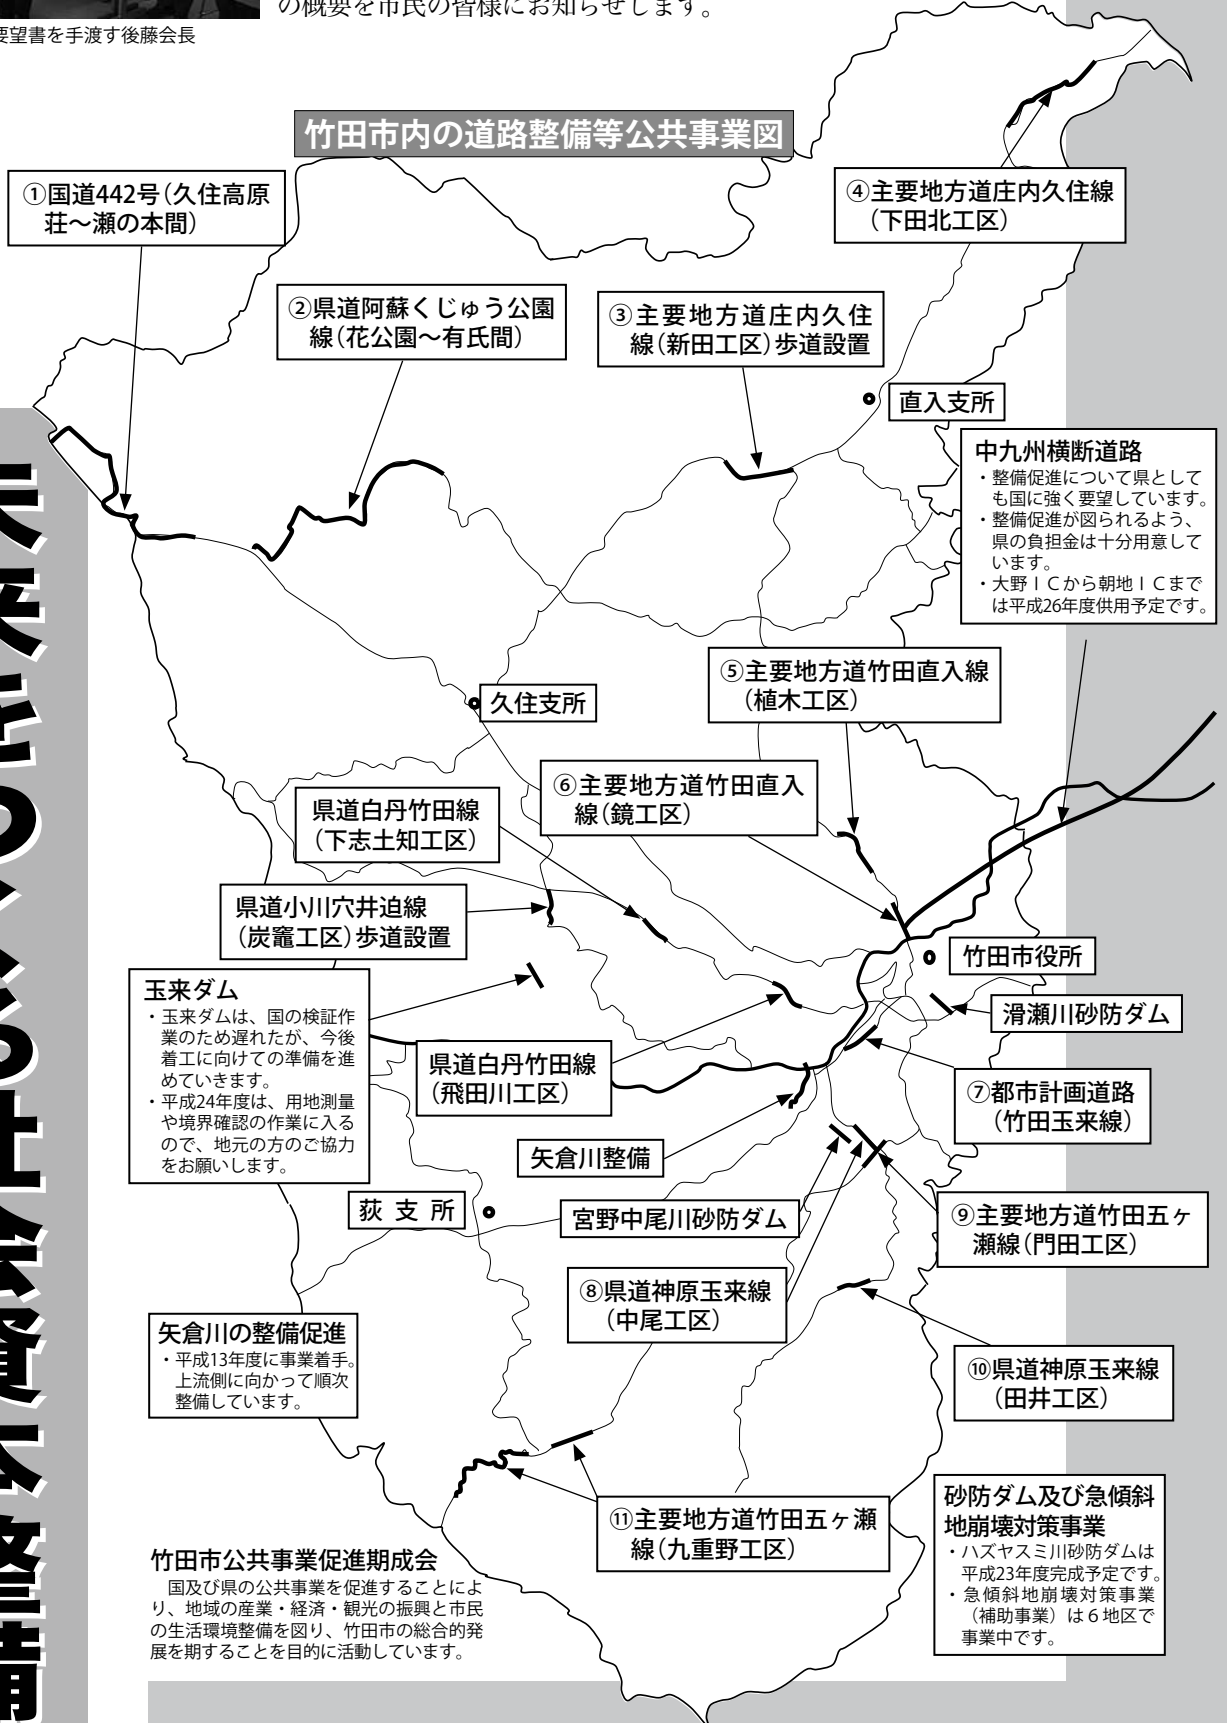 の概要を市民の皆様にお知らせします。
要望書を手渡す後藤会長
竹田市内の道路整備等公共事業図
①国道442号(久住高原
荘～瀬の本間)
④主要地方道庄内久住線
(下田北工区)
②県道阿蘇くじゅう公園
線(花公園～有氏間)
③主要地方道庄内久住
線(新田工区)歩道設置
直入支所
中九州横断道路
・整備促進について県として
も国に強く要望しています。
・整備促進が図られるよう、
県の負担金は十分用意して
います。
・大野ＩＣから朝地ＩＣまで
は平成26年度供用予定です。
⑤主要地方道竹田直入線
(植木工区)
久住支所
⑥主要地方道竹田直入
線(鏡工区)
県道白丹竹田線
(下志土知工区)
県道小川穴井迫線
(炭竈工区)歩道設置
竹田市役所
玉来ダム
・玉来ダムは、国の検証作
業のため遅れたが、今後
着工に向けての準備を進
めていきます。
・平成24年度は、用地測量
や境界確認の作業に入る
ので、地元の方のご協力
をお願いします。
滑瀬川砂防ダム
県道白丹竹田線
(飛田川工区)
⑦都市計画道路
(竹田玉来線)
矢倉川整備
荻支所
宮野中尾川砂防ダム
⑨主要地方道竹田五ヶ
瀬線(門田工区)
⑧県道神原玉来線
(中尾工区)
矢倉川の整備促進
・平成13年度に事業着手。
上流側に向かって順次
整備しています。
⑩県道神原玉来線
(田井工区)
⑪主要地方道竹田五ヶ瀬
線(九重野工区)
砂防ダム及び急傾斜
地崩壊対策事業
・ハズヤスミ川砂防ダムは
平成23年度完成予定です。
・急傾斜地崩壊対策事業
(補助事業)は６地区で
事業中です。
竹田市公共事業促進期成会
国及び県の公共事業を促進することによ
り、地域の産業・経済・観光の振興と市民
の生活環境整備を図り、竹田市の総合的発
展を期することを目的に活動しています。
未来をつくる社会資本整備